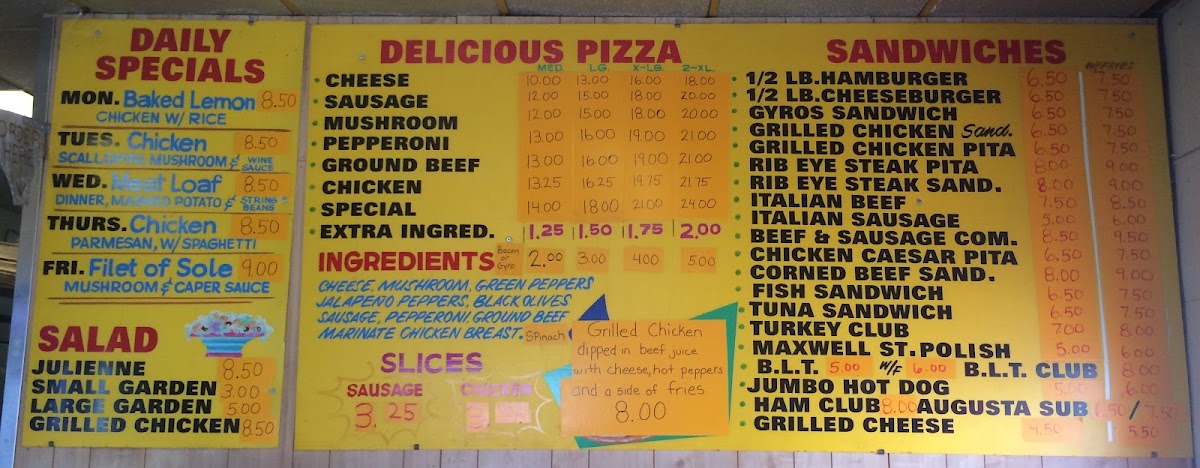 DAILY
SPECIALS
MON. Baked Lemon 8.50
CHICKEN W/ RICE
TUES. Chicken 8.50
MUSHROOM & WINE SAUCE
WED. Meat Loaf 8.50
DINNER, MASHED POTATO & STRING BEANS
THURS. Chicken 8.50
PARMESAN, W/ SPAGHETTI
FRI. Filet of Sole 9.00
MUSHROOM & CAPER SAUCE
SALAD
JULIENNE 8.50
SMALL GARDEN 3.00
LARGE GARDEN 5.00
GRILLED CHICKEN 8.50
DELICIOUS PIZZA
MED. LG. X-LG. 2-XL.
CHEESE 10.00 13.00 16.00 18.00
SAUSAGE 12.00 15.00 18.00 20.00
MUSHROOM 12.00 15.00 18.00 20.00
PEPPERONI 13.00 16.00 19.00 21.00
GROUND BEEF 13.00 16.00 19.00 21.00
CHICKEN 13.25 16.25 19.75 21.75
SPECIAL 14.00 18.00 21.00 24.00
EXTRA INGRED. 1.25 1.50 1.75 2.00
INGREDIENTS Bacon or Gyro 2.00 3.00 4.00 5.00
CHEESE, MUSHROOM, GREEN PEPPERS
JALAPENO PEPPERS, BLACK OLIVES
SAUSAGE, PEPPERONI, GROUND BEEF
MARINATE CHICKEN BREAST. Spinach
SLICES
SAUSAGE CHICKEN
3.25 3
Grilled Chicken
dipped in beef juice
with cheese, hot peppers
and a side of fries
8.00
SANDWICHES
W/FRIES
1/2 LB. HAMBURGER 6.50 7.50
1/2 LB. CHEESEBURGER 6.50 7.50
GYROS SANDWICH 6.50 7.50
GRILLED CHICKEN Sand. 6.50 7.50
GRILLED CHICKEN PITA 6.50 7.50
RIB EYE STEAK PITA 8.00 9.00
RIB EYE STEAK SAND. 8.00 9.00
ITALIAN BEEF 7.50 8.50
ITALIAN SAUSAGE 5.00 6.00
BEEF & SAUSAGE COM. 8.50 9.50
CHICKEN CAESAR PITA 6.50 7.50
CORNED BEEF SAND. 8.00 9.00
FISH SANDWICH 6.50 7.50
TUNA SANDWICH 6.50 7.50
TURKEY CLUB 7.00 8.00
MAXWELL ST. POLISH 5.00 6.00
B.L.T. 5.00 W/F 6.00 B.L.T. CLUB 8.00
JUMBO HOT DOG 5.00 6.00
HAM CLUB 8.00 AUGUSTA SUB 6.50 / 7.50
GRILLED CHEESE 4.50 5.50